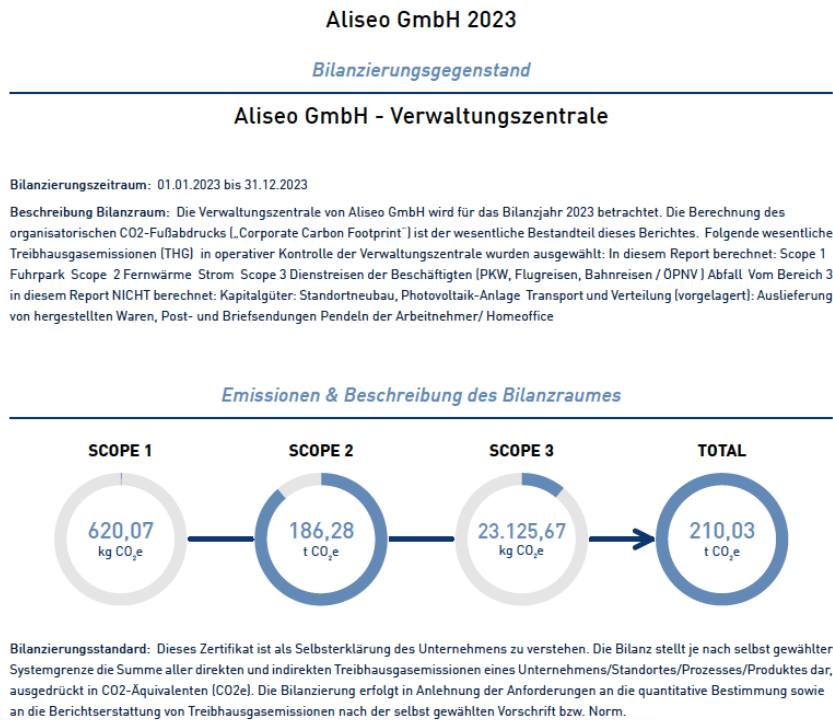 Aliseo GmbH 2023
Bilanzierungsgegenstand
Aliseo GmbH - Verwaltungszentrale
Bilanzierungszeitraum: 01.01.2023 bis 31.12.2023
Beschreibung Bilanzraum: Die Verwaltungszentrale von Aliseo GmbH wird für das Bilanzjahr 2023 betrachtet. Die Berechnung des
organisatorischen CO2-Fußabdrucks („Corporate Carbon Footprint") ist der wesentliche Bestandteil dieses Berichtes. Folgende wesentliche
Treibhausgasemissionen (THG) in operativer Kontrolle der Verwaltungszentrale wurden ausgewählt: In diesem Report berechnet: Scope 1
Fuhrpark Scope 2 Fernwärme Strom Scope 3 Dienstreisen der Beschäftigten (PKW, Flugreisen, Bahnreisen / ÖPNV ) Abfall Vom Bereich 3
in diesem Report NICHT berechnet: Kapitalgüter: Standortneubau, Photovoltaik-Anlage Transport und Verteilung (vorgelagert): Auslieferung
von hergestellten Waren, Post- und Briefsendungen Pendeln der Arbeitnehmer/ Homeoffice
Emissionen & Beschreibung des Bilanzraumes
SCOPE 1 SCOPE 2 SCOPE 3 TOTAL
620,07 186,28 23.125,67 210,03
kg CO₂e t CO₂e kg CO₂e t CO₂e
Bilanzierungsstandard: Dieses Zertifikat ist als Selbsterklärung des Unternehmens zu verstehen. Die Bilanz stellt je nach selbst gewählter
Systemgrenze die Summe aller direkten und indirekten Treibhausgasemissionen eines Unternehmens/Standortes/Prozesses/Produktes dar,
ausgedrückt in CO2-Äquivalenten (CO2e). Die Bilanzierung erfolgt in Anlehnung der Anforderungen an die quantitative Bestimmung sowie
an die Berichtserstattung von Treibhausgasemissionen nach der selbst gewählten Vorschrift bzw. Norm.